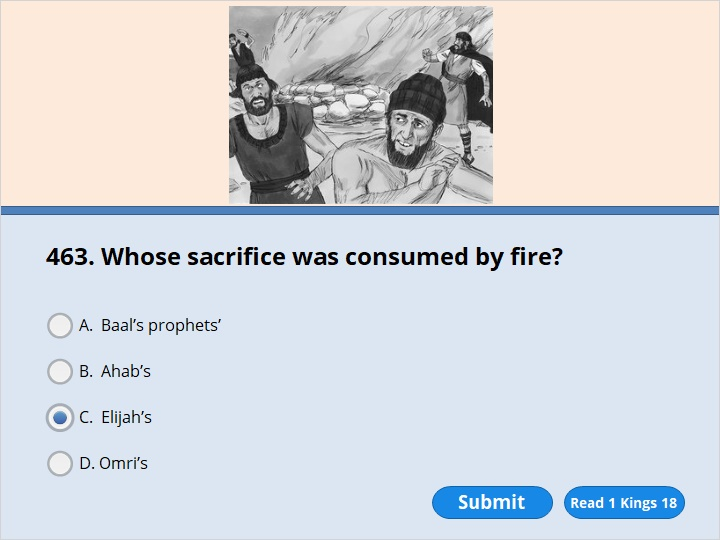 463. Whose sacrifice was consumed by fire?
A. Baal’s prophets’
B. Ahab’s
C. Elijah’s
D. Omri’s
Submit
Read 1 Kings 18